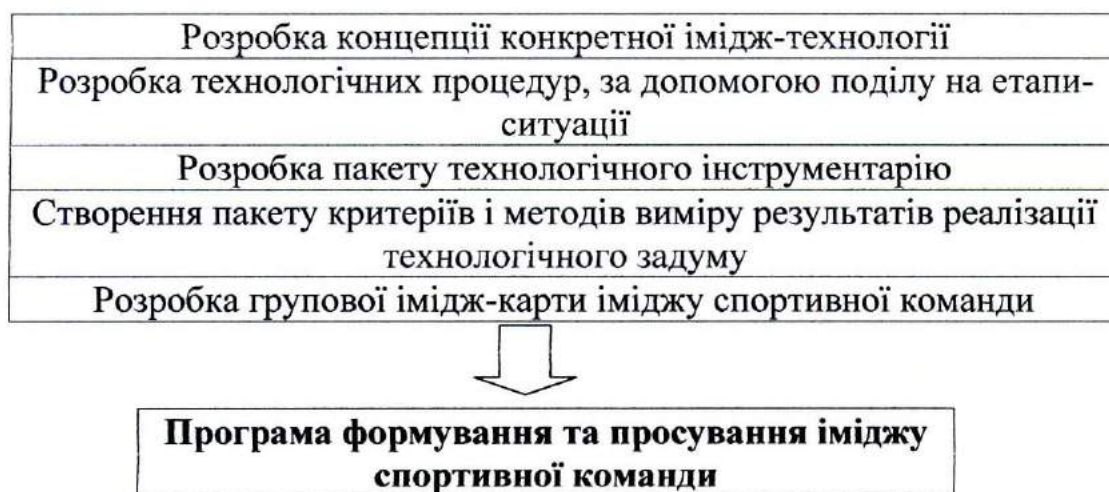 Розробка концепції конкретної імідж-технології
Розробка технологічних процедур, за допомогою поділу на етапи-
ситуації
Розробка пакету технологічного інструментарію
Створення пакету критеріїв і методів виміру результатів реалізації
технологічного задуму
Розробка групової імідж-карти іміджу спортивної команди
Програма формування та просування іміджу
спортивної команди